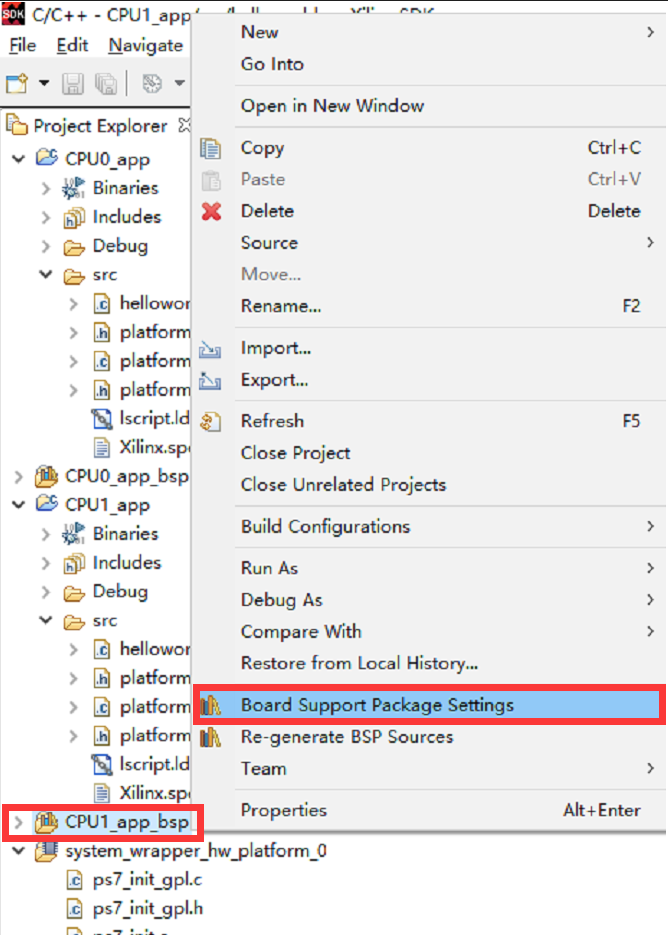 SDK C/C++ - CPU1_app/
File Edit Navigate
Project Explorer
CPU0_app
Binaries
Includes
Debug
src
hellowor
platform
platform
platform
lscript.ld
Xilinx.spe
CPU0_app_bsp
CPU1_app
Binaries
Includes
Debug
src
hellowor
platform
platform
platform
lscript.ld
Xilinx.spe
CPU1_app_bsp
system_wrapper_hw_platform_0
ps7_init_gpl.c
ps7_init_gpl.h
New
Go Into
Open in New Window
Copy Ctrl+C
Paste Ctrl+V
Delete Delete
Source
Move...
Rename... F2
Import...
Export...
Refresh F5
Close Project
Close Unrelated Projects
Build Configurations
Run As
Debug As
Compare With
Restore from Local History...
Board Support Package Settings
Re-generate BSP Sources
Team
Properties Alt+Enter